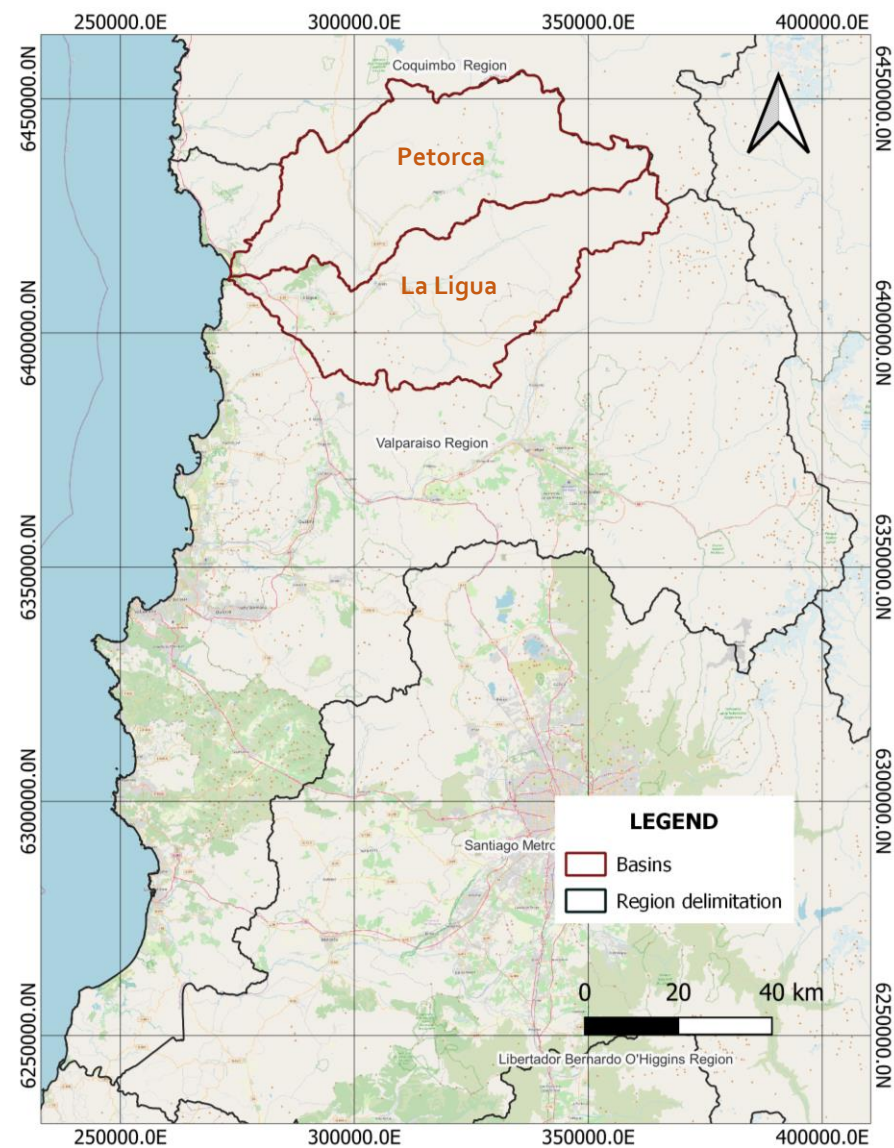 250000.0E 300000.0E 350000.0E 400000.0E
Coquimbo Region
6450000.0N 6450000.0N
Petorca
La Ligua
6400000.0N 6400000.0N
Valparaiso Region
6350000.0N 6350000.0N
6300000.0N 6300000.0N
LEGEND
Santiago Metro
Basins
Region delimitation
0 20 40 km
6250000.0N 6250000.0N
Libertador Bernardo O'Higgins Region
250000.0E 300000.0E 350000.0E 400000.0E